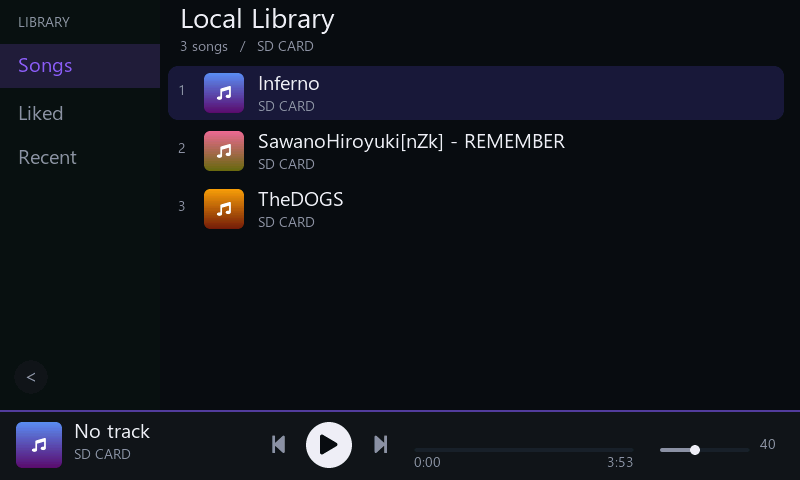 LIBRARY
Songs
Liked
Recent
<
Local Library
3 songs / SD CARD
1
Inferno
SD CARD
2
SawanoHiroyuki[nZk] - REMEMBER
SD CARD
3
TheDOGS
SD CARD
No track
SD CARD
0:00
3:53
40